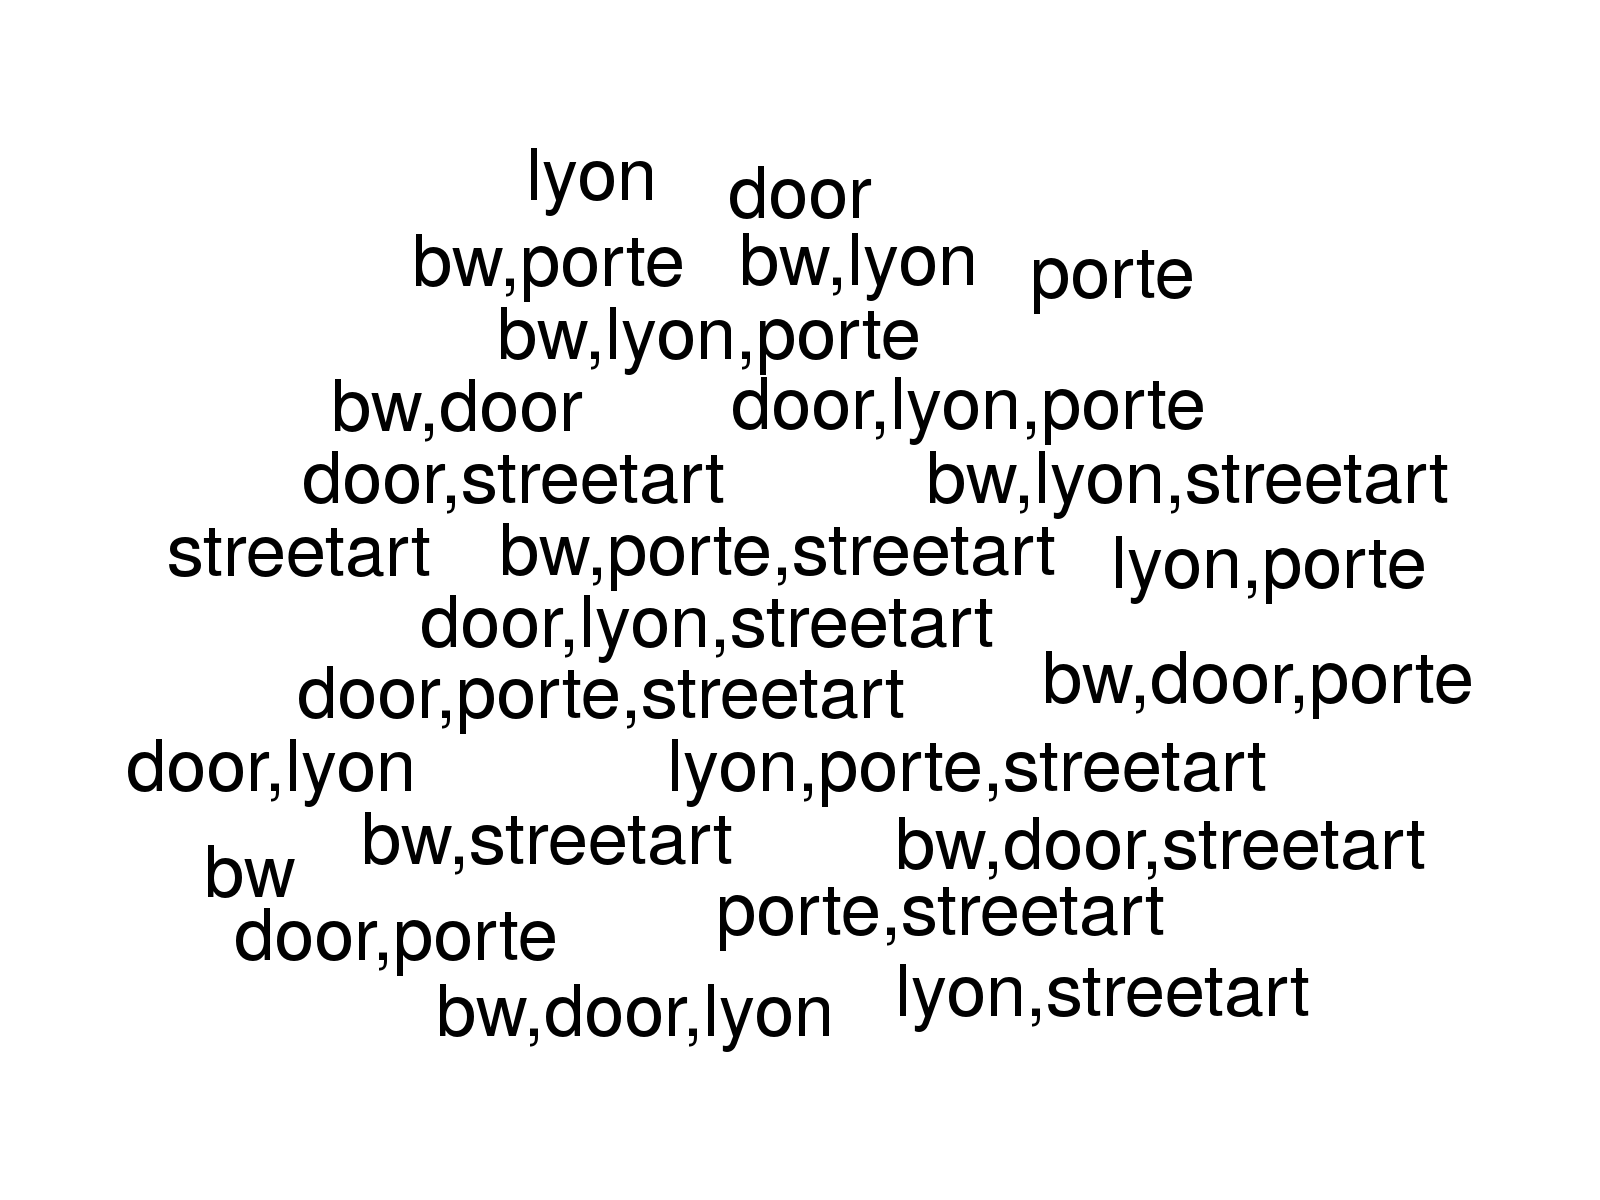 lyon
door
bw,porte
bw,lyon
porte
bw,lyon,porte
bw,door
door,lyon,porte
door,streetart
bw,lyon,streetart
streetart
bw,porte,streetart
lyon,porte
door,lyon,streetart
door,porte,streetart
bw,door,porte
door,lyon
lyon,porte,streetart
bw,streetart
bw,door,streetart
bw
porte,streetart
door,porte
lyon,streetart
bw,door,lyon